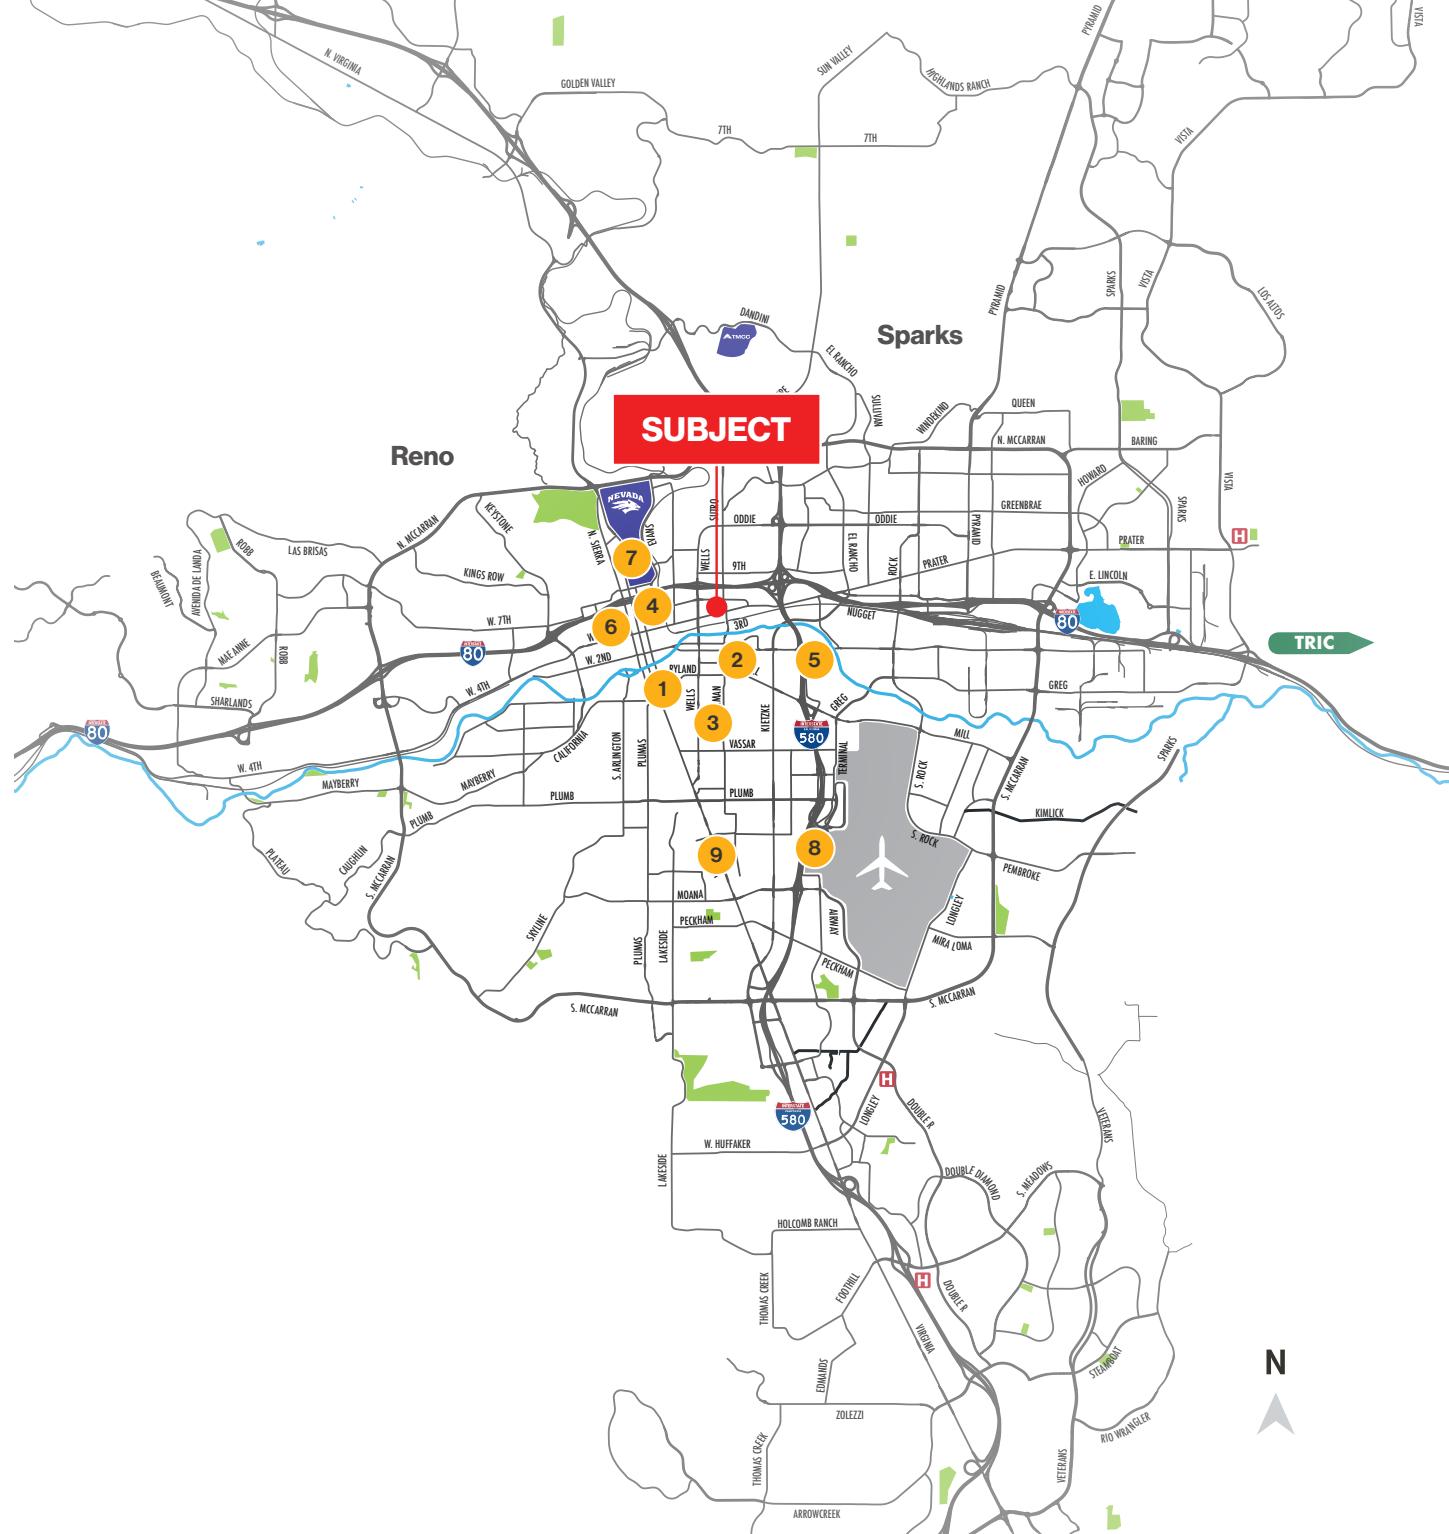 PYRAMID
VISTA
N. VIRGINIA
SUN VALLEY
HIGHLANDS RANCH
GOLDEN VALLEY
7TH
7TH
VISTA
SPARKS
VISTA
LOS ALTOS
PYRAMID
DANDINI
TMCC
Sparks
EL RANCHO
SULLIVAN
WINDEKIND
QUEEN
SUBJECT
N. MCCARRAN
BARING
Reno
HOWARD
VISTA
NEVADA
KEYSTONE
SUTRO
ODDIE
ODDIE
GREENBRAE
SPARKS
N. MCCARRAN
N. SIERRA
EVANS
PYRAMID
H
PRATER
ROBB
LAS BRISAS
EL RANCHO
WELLS
ROCK
PRATER
7
9TH
KINGS ROW
E. LINCOLN
BEAUMONT
AVENIDA DE LANDA
4
NUGGET
80
W. 7TH
6
3RD
TRIC
MAE ANNE
ROBB
80
W. 2ND
2
5
RYLAND
GREG
W. 4TH
1
WELLS
MAN
SHARLANDS
GREG
3
KIETZKE
INTERSTATE
580
80
MILL
VASSAR
TERMINAL
CALIFORNIA
S. ARLINGTON
PLUMAS
SPARKS
W. 4TH
S. ROCK
S. MCCARRAN
MAYBERRY
MAYBERRY
PLUMB
PLUMB
KIMLICK
PLUMB
S. ROCK
9
8
PLATEAU
CAUGHLIN
S. MCCARRAN
PEMBROKE
MOANA
LONGLEY
PECKHAM
AIRWAY
SKYLINE
PLUMAS
LAKESIDE
MIRA LOMA
PECKHAM
S. MCCARRAN
S. MCCARRAN
H
INTERSTATE
580
LONGLEY
DOUBLE R
VETERANS
W. HUFFAKER
LAKESIDE
DOUBLE DIAMOND
S. MEADOWS
HOLCOMB RANCH
H
THOMAS CREEK
FOOTHILL
DOUBLE R
VIRGINIA
N
EDMANDS
STEAMBOAT
ZOLEZZI
RIO WRANGLER
THOMAS CREEK
VETERANS
ARROWCREEK